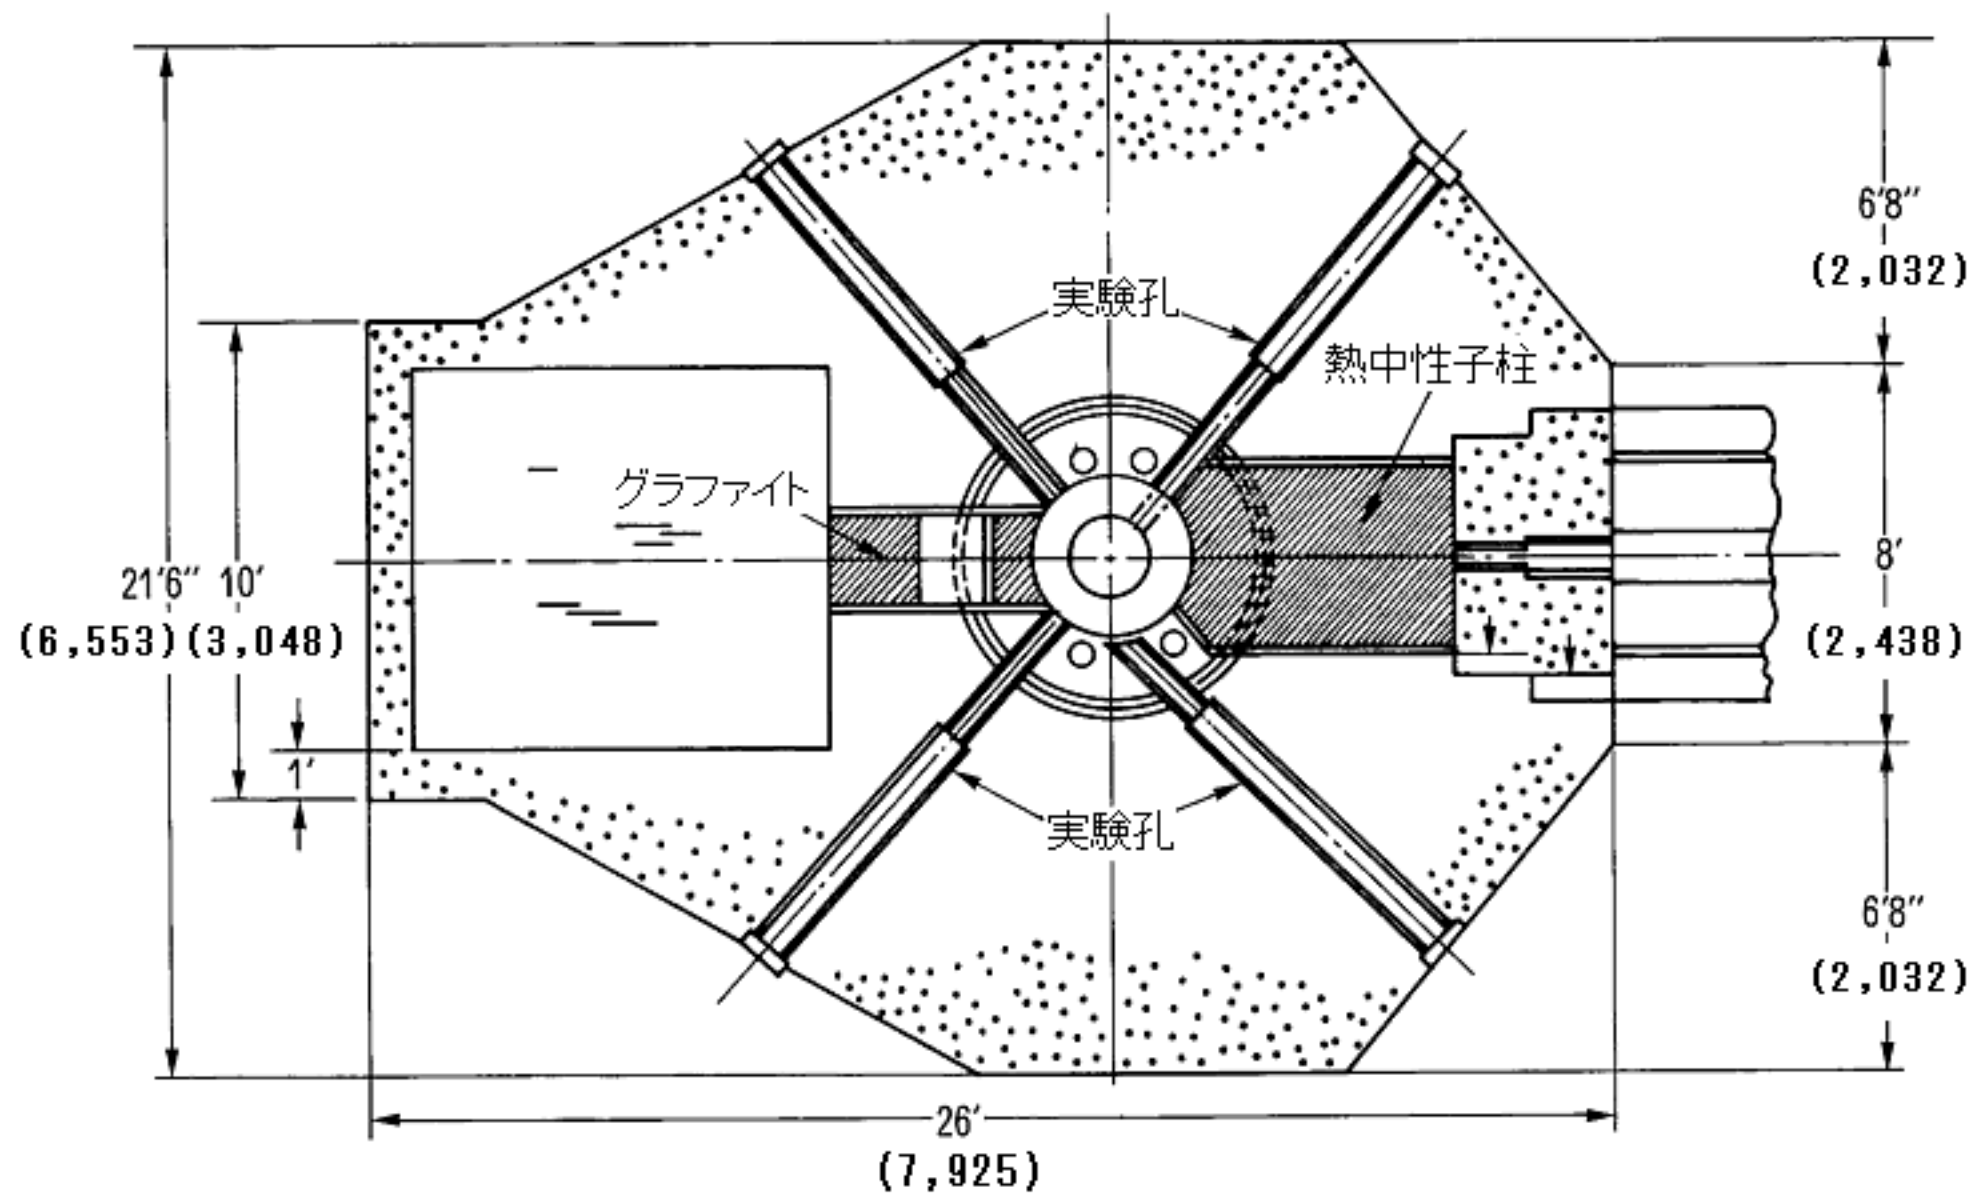 6'8"
(2,032)
実験孔
熱中性子柱
グラファイト
21'6" 10'
(6,553)(3,048)
8'
(2,438)
1'
実験孔
6'8"
(2,032)
26'
(7,925)